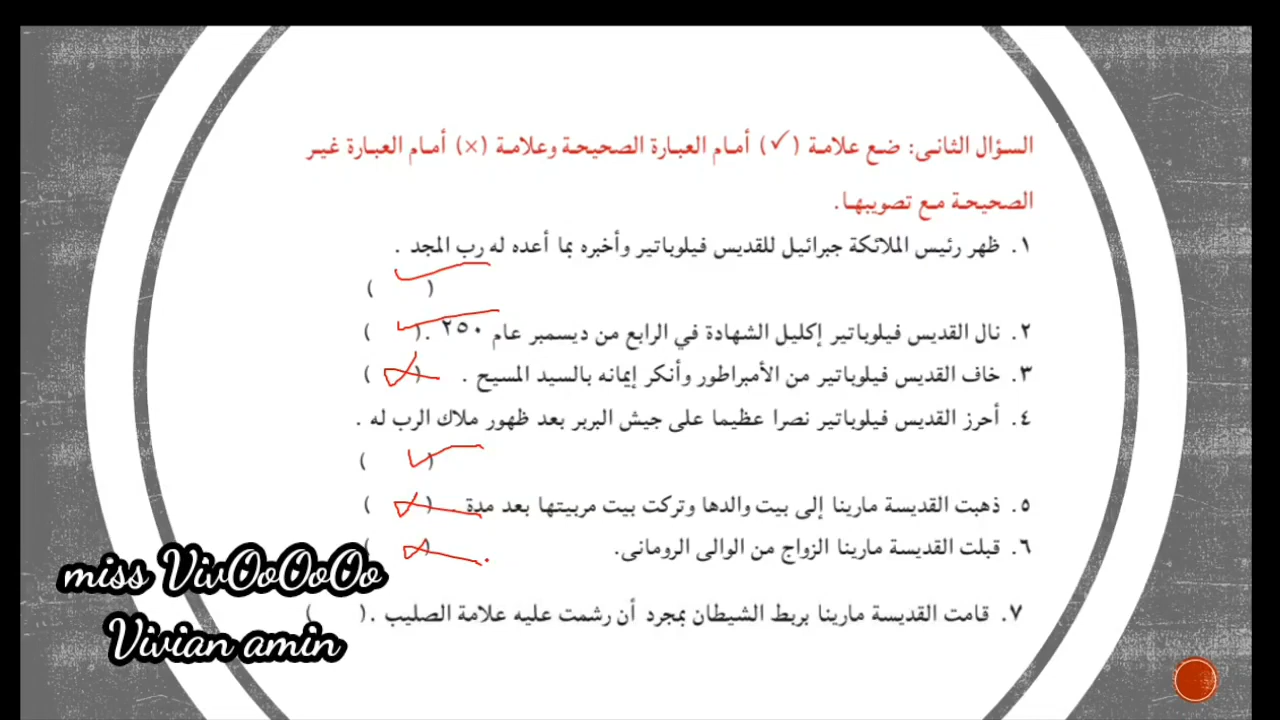 السؤال الثانى: ضع علامة (✓) أمام العبارة الصحيحة وعلامة (×) أمام العبارة غير
الصحيحة مع تصويبها.
١. ظهر رئيس الملائكة جبرائيل للقديس فيلوباتير وأخبره بما أعده له رب المجد .
( )
٢. نال القديس فيلوباتير إكليل الشهادة في الرابع من ديسمبر عام ٢٥٠ . ( )
٣. خاف القديس فيلوباتير من الأمبراطور وأنكر إيمانه بالسيد المسيح . ( )
٤. أحرز القديس فيلوباتير نصرا عظيما على جيش البربر بعد ظهور ملاك الرب له .
( )
٥. ذهبت القديسة مارينا إلى بيت والدها وتركت بيت مربيتها بعد مدة . ( )
٦. قبلت القديسة مارينا الزواج من الوالى الرومانى. ( )
٧. قامت القديسة مارينا بربط الشيطان بمجرد أن رشمت عليه علامة الصليب . ( )
miss VivOoOoOo
Vivian amin